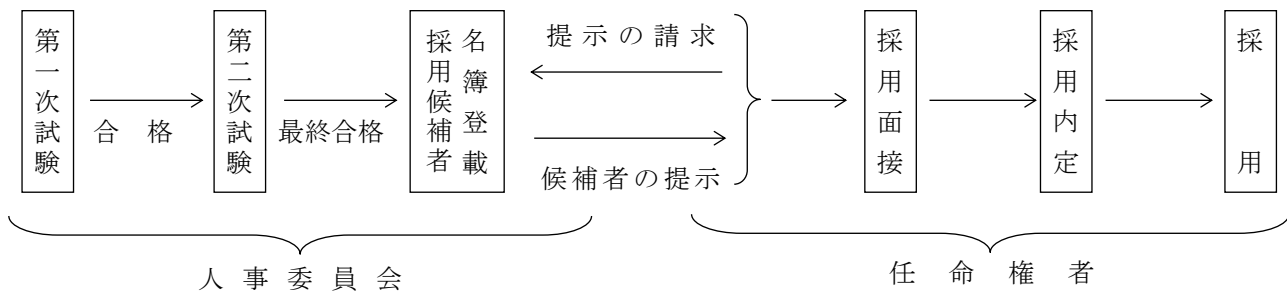 第一次試験
合格
第二次試験
最終合格
採用候補者
名簿登載
提示の請求
候補者の提示
採用面接
採用内定
採用
人事委員会
任命権者